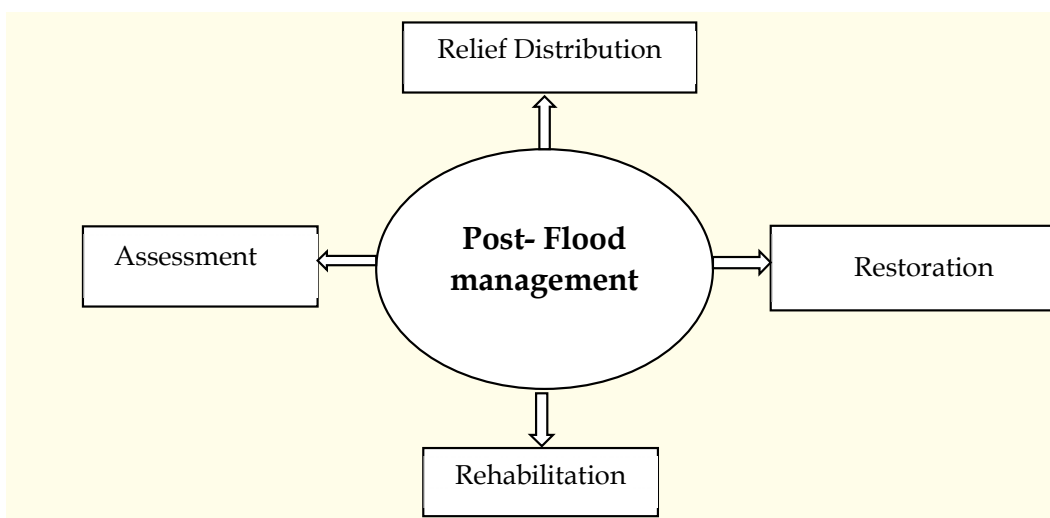 Relief Distribution
Post- Flood
management
Assessment
Restoration
Rehabilitation